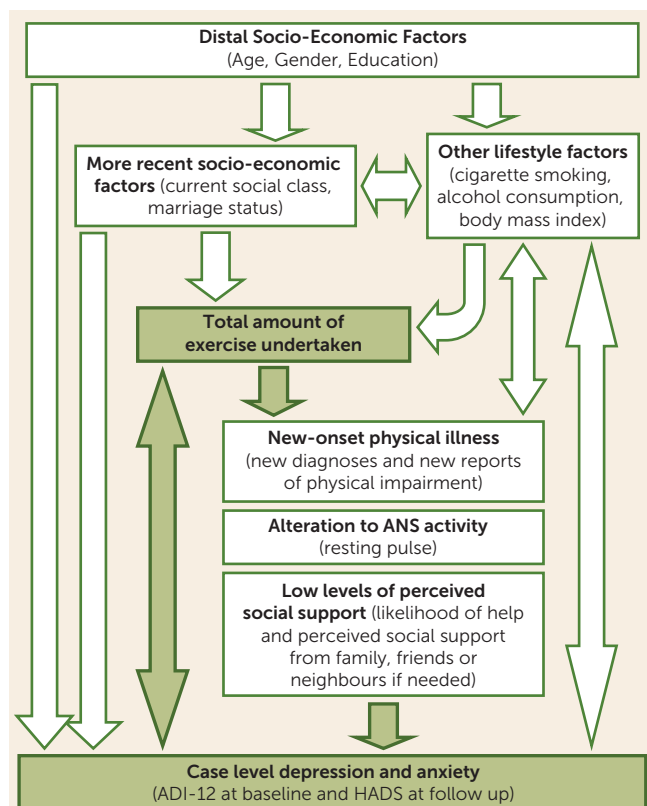 Distal Socio-Economic Factors
(Age, Gender, Education)
More recent socio-economic
factors (current social class,
marriage status)
Other lifestyle factors
(cigarette smoking,
alcohol consumption,
body mass index)
Total amount of
exercise undertaken
New-onset physical illness
(new diagnoses and new reports
of physical impairment)
Alteration to ANS activity
(resting pulse)
Low levels of perceived
social support (likelihood of help
and perceived social support
from family, friends or
neighbours if needed)
Case level depression and anxiety
(ADI-12 at baseline and HADS at follow up)